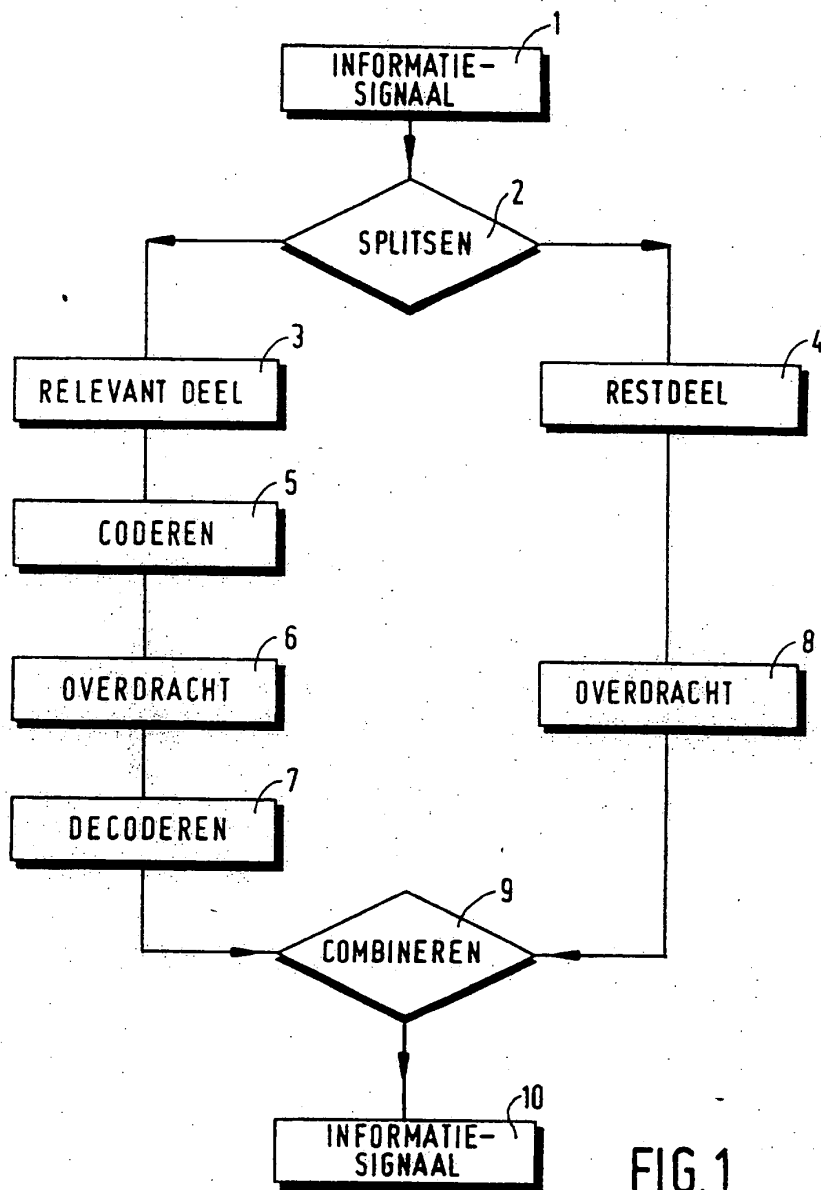 1
INFORMATIE-
SIGNAAL
2
SPLITSEN
3
RELEVANT DEEL
4
RESTDEEL
5
CODEREN
6
OVERDRACHT
8
OVERDRACHT
7
DECODEREN
9
COMBINEREN
10
INFORMATIE-
SIGNAAL
FIG.1